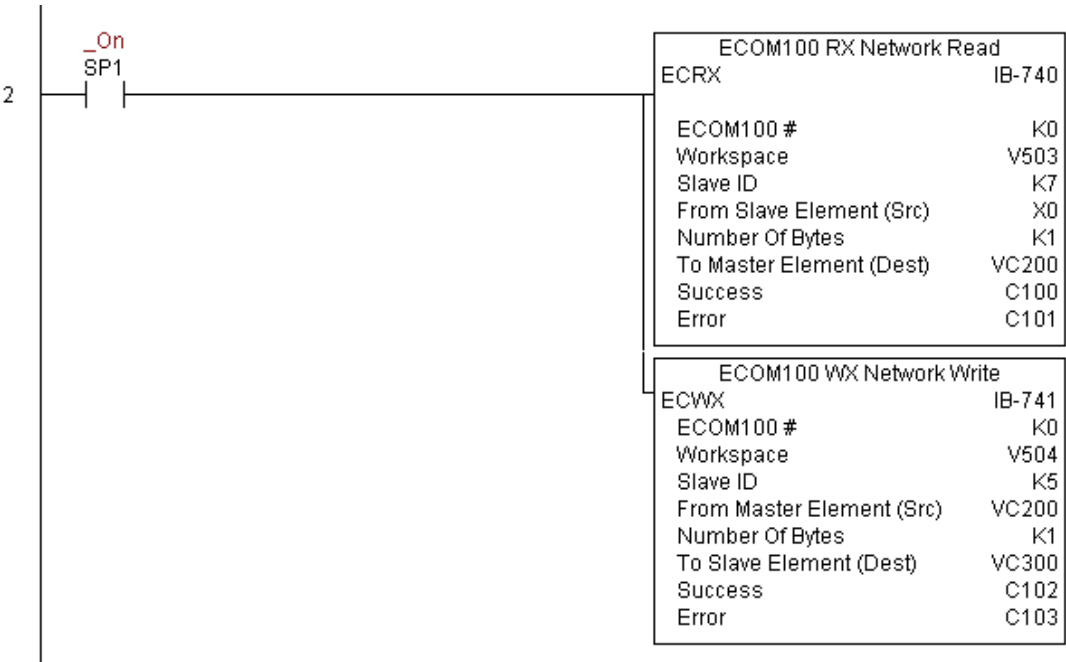 _On
SP1
2
ECOM100 RX Network Read
ECRX IB-740
ECOM100 # K0
Workspace V503
Slave ID K7
From Slave Element (Src) X0
Number Of Bytes K1
To Master Element (Dest) VC200
Success C100
Error C101
ECOM100 WX Network Write
ECWX IB-741
ECOM100 # K0
Workspace V504
Slave ID K5
From Master Element (Src) VC200
Number Of Bytes K1
To Slave Element (Dest) VC300
Success C102
Error C103